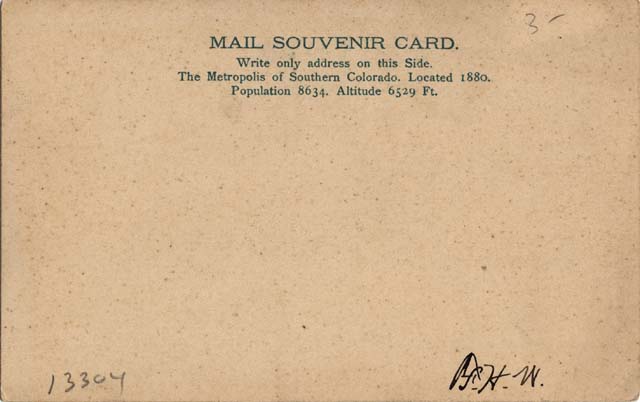 3-
MAIL SOUVENIR CARD.
Write only address on this Side.
The Metropolis of Southern Colorado. Located 1880.
Population 8634. Altitude 6529 Ft.
13304
H. W.